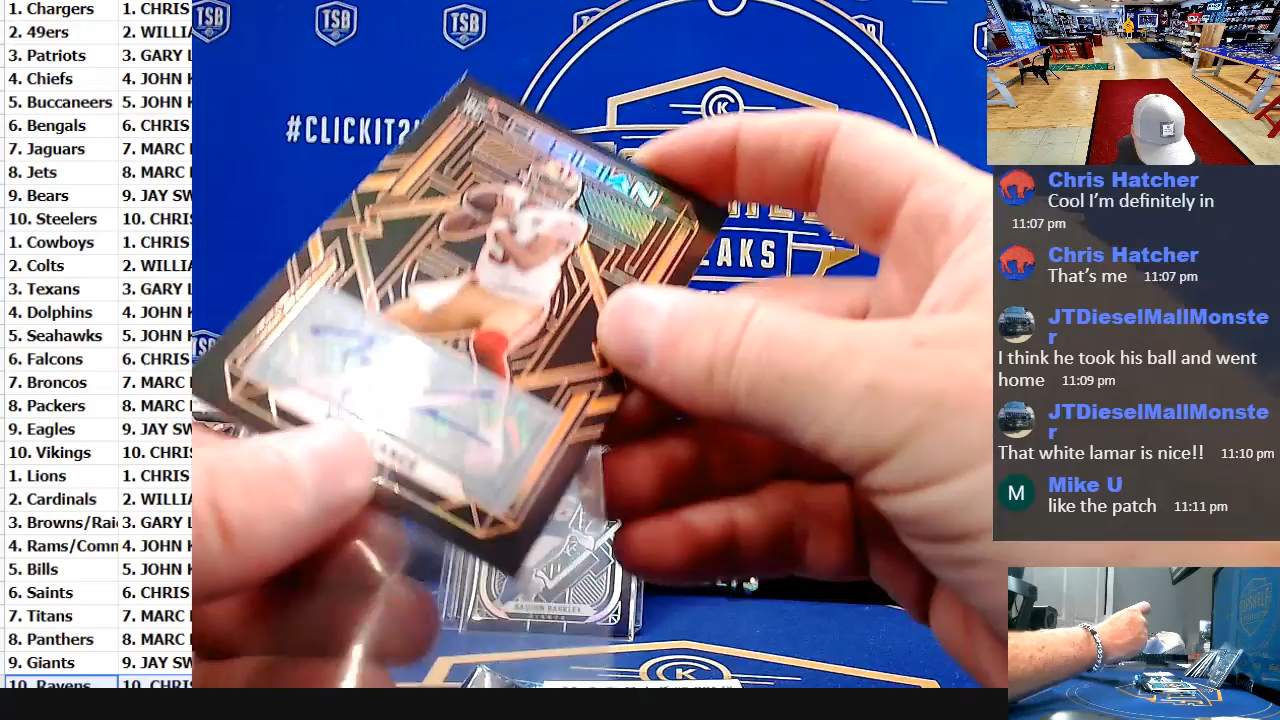 1. Chargers 1. CHRIS
2. 49ers 2. WILLIA
3. Patriots 3. GARY L
4. Chiefs 4. JOHN K
5. Buccaneers 5. JOHN K
6. Bengals 6. CHRIS
7. Jaguars 7. MARC
8. Jets 8. MARC
9. Bears 9. JAY SW
10. Steelers 10. CHRIS
1. Cowboys 1. CHRIS
2. Colts 2. WILLIA
3. Texans 3. GARY L
4. Dolphins 4. JOHN K
5. Seahawks 5. JOHN K
6. Falcons 6. CHRIS
7. Broncos 7. MARC
8. Packers 8. MARC
9. Eagles 9. JAY SW
10. Vikings 10. CHRIS
1. Lions 1. CHRIS
2. Cardinals 2. WILLIA
3. Browns/Rai 3. GARY L
4. Rams/Comm 4. JOHN K
5. Bills 5. JOHN K
6. Saints 6. CHRIS
7. Titans 7. MARC
8. Panthers 8. MARC
9. Giants 9. JAY SW
10. Ravens 10. CHRIS
TSB TSB TSB
#CLICKIT2
EAKS
OBSIDIAN
SAQUON BARKLEY
GIANTS
Chris Hatcher
Cool I'm definitely in
11:07 pm
Chris Hatcher
That's me 11:07 pm
JTDieselMallMonste
r
I think he took his ball and went
home 11:09 pm
JTDieselMallMonste
r
That white lamar is nice!! 11:10 pm
M Mike U
like the patch 11:11 pm